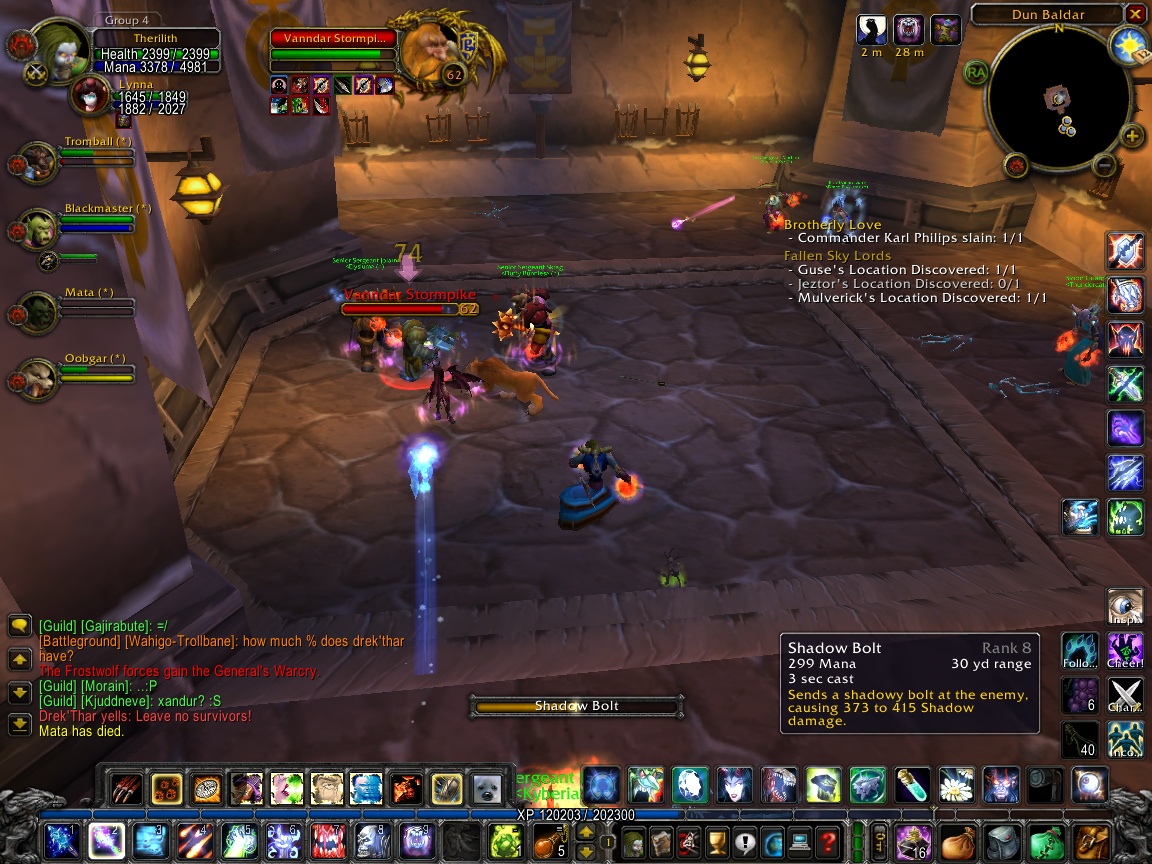 Group 4
Therilith
Health 2399 / 2399
Mana 3378 / 4981
Lynna
1645 / 1849
1882 / 2027
Tromball (*)
Blackmaster (*)
Mata (*)
Oobgar (*)
Vanndar Stormpi...
62
2 m
28 m
Dun Baldar
N
RA
Brotherly Love
- Commander Karl Philips slain: 1/1
Fallen Sky Lords
- Guse's Location Discovered: 1/1
- Jeztor's Location Discovered: 0/1
- Mulverick's Location Discovered: 1/1
74
Vanndar Stormpike
62
[Guild] [Gajirabute]: =/
[Battleground] [Wahigo-Trollbane]: how much % does drek'thar
have?
The Frostwolf forces gain the General's Warcry.
[Guild] [Morain]: ..:P
[Guild] [Kjuddneve]: xandur? :S
Drek'Thar yells: Leave no survivors!
Mata has died.
Shadow Bolt
Shadow Bolt
Rank 8
299 Mana
30 yd range
3 sec cast
Sends a shadowy bolt at the enemy,
causing 373 to 415 Shadow
damage.
Follo...
Cheer!
6
40
XP 120203 / 202300
5
1
16